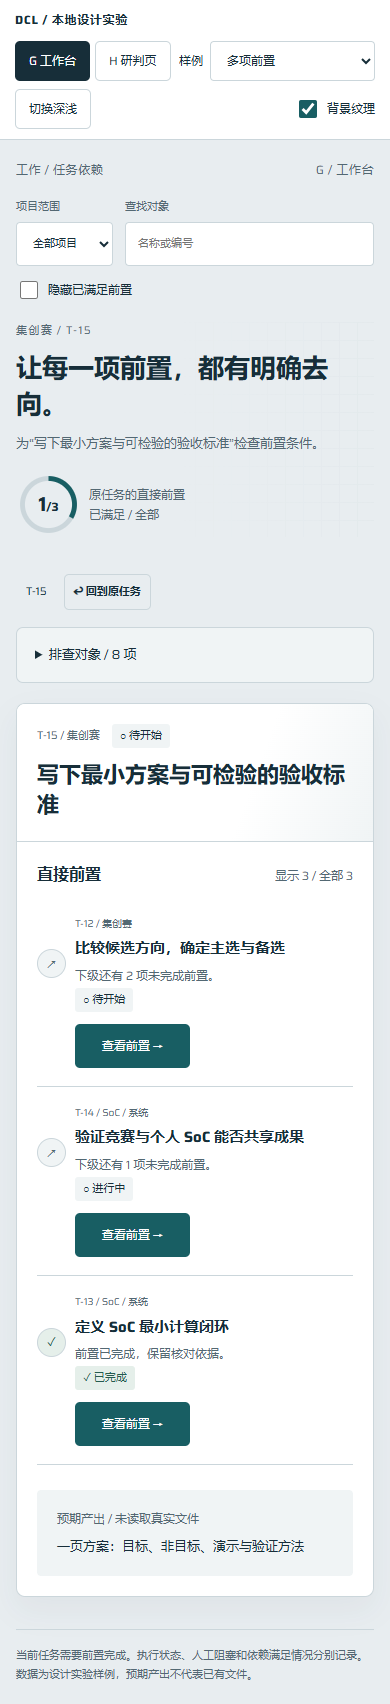 DCL / 本地设计实验
G 工作台 H 研判页 样例 多项前置
切换深浅 背景纹理
工作 / 任务依赖 G / 工作台
项目范围 查找对象
全部项目 名称或编号
隐藏已满足前置
集创赛 / T-15
让每一项前置，都有明确去
向。
为“写下最小方案与可检验的验收标准”检查前置条件。
1/3 原任务的直接前置
已满足 / 全部
T-15 ↩ 回到原任务
▶ 排查对象 / 8 项
T-15 / 集创赛 ○ 待开始
写下最小方案与可检验的验收标
准
直接前置 显示 3 / 全部 3
T-12 / 集创赛
↗ 比较候选方向，确定主选与备选
下级还有 2 项未完成前置。
○ 待开始
查看前置 →
T-14 / SoC / 系统
↗ 验证竞赛与个人 SoC 能否共享成果
下级还有 1 项未完成前置。
○ 进行中
查看前置 →
T-13 / SoC / 系统
✓ 定义 SoC 最小计算闭环
前置已完成，保留核对依据。
✓ 已完成
查看前置 →
预期产出 / 未读取真实文件
一页方案：目标、非目标、演示与验证方法
当前任务需要前置完成。执行状态、人工阻塞和依赖满足情况分别记录。
数据为设计实验样例，预期产出不代表已有文件。